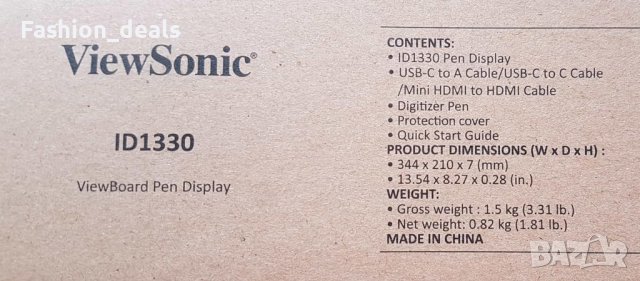 Fashion_deals
ViewSonic®
ID1330
ViewBoard Pen Display
CONTENTS:
• ID1330 Pen Display
• USB-C to A Cable/USB-C to C Cable
/Mini HDMI to HDMI Cable
• Digitizer Pen
• Protection cover
• Quick Start Guide
PRODUCT DIMENSIONS (W x D x H) :
• 344 x 210 x 7 (mm)
• 13.54 x 8.27 x 0.28 (in.)
WEIGHT:
• Gross weight : 1.5 kg (3.31 lb.)
• Net weight: 0.82 kg (1.81 lb.)
MADE IN CHINA
BAZAR